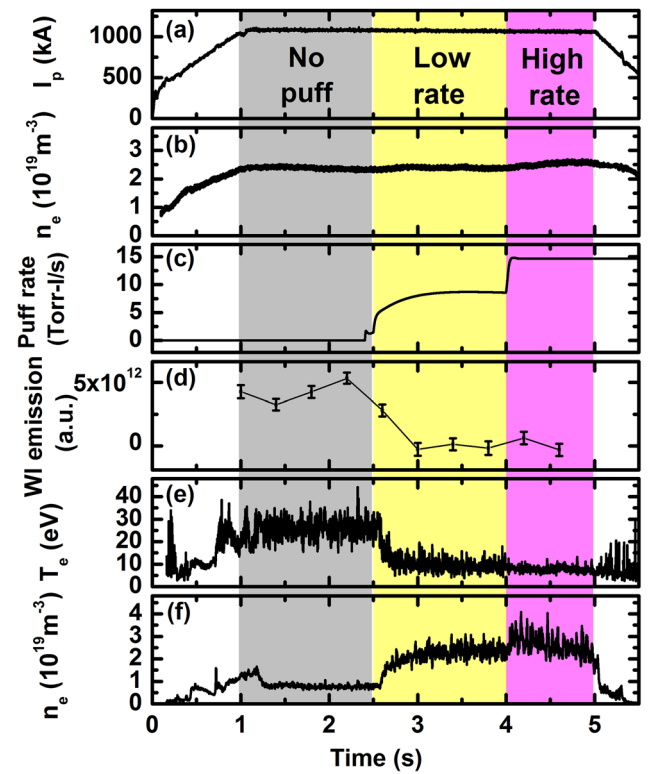 (a)
I_p (kA)
1000
500
0
No
puff
Low
rate
High
rate
(b)
n_e (10^19 m^-3)
3
2
1
0
(c)
Puff rate
(Torr-l/s)
15
10
5
0
(d)
WI emission
(a.u.)
5x10^12
0
(e)
T_e (eV)
40
30
20
10
0
(f)
n_e (10^19 m^-3)
4
3
2
1
0
0 1 2 3 4 5
Time (s)